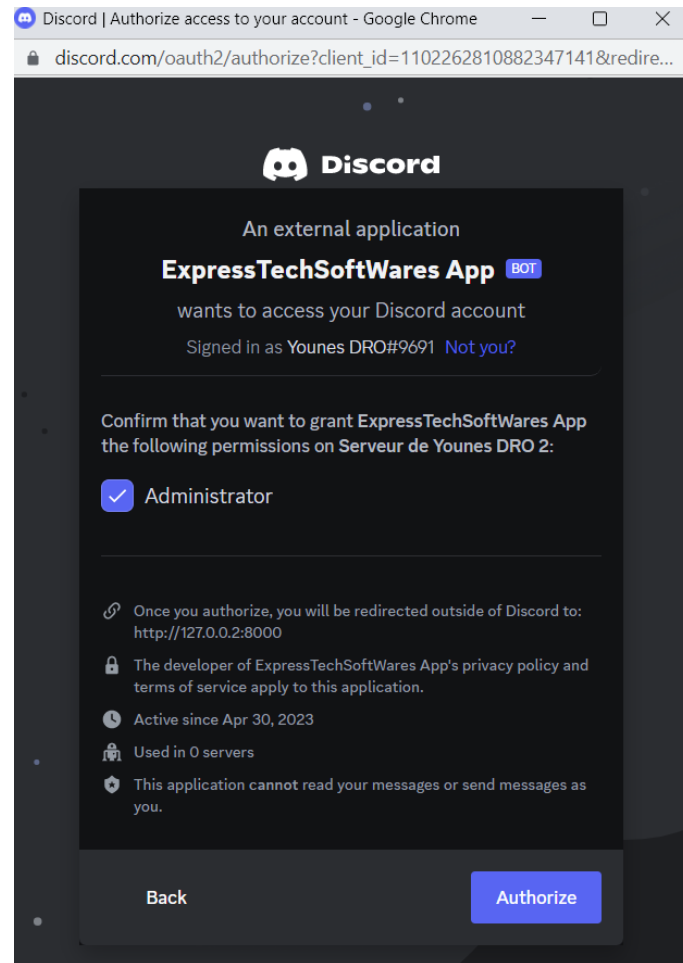 Discord | Authorize access to your account - Google Chrome
discord.com/oauth2/authorize?client_id=1102262810882347141&redire...
Discord
An external application
ExpressTechSoftWares App BOT
wants to access your Discord account
Signed in as Younes DRO#9691 Not you?
Confirm that you want to grant ExpressTechSoftWares App
the following permissions on Serveur de Younes DRO 2:
Administrator
Once you authorize, you will be redirected outside of Discord to:
http://127.0.0.2:8000
The developer of ExpressTechSoftWares App's privacy policy and
terms of service apply to this application.
Active since Apr 30, 2023
Used in 0 servers
This application cannot read your messages or send messages as
you.
Back Authorize